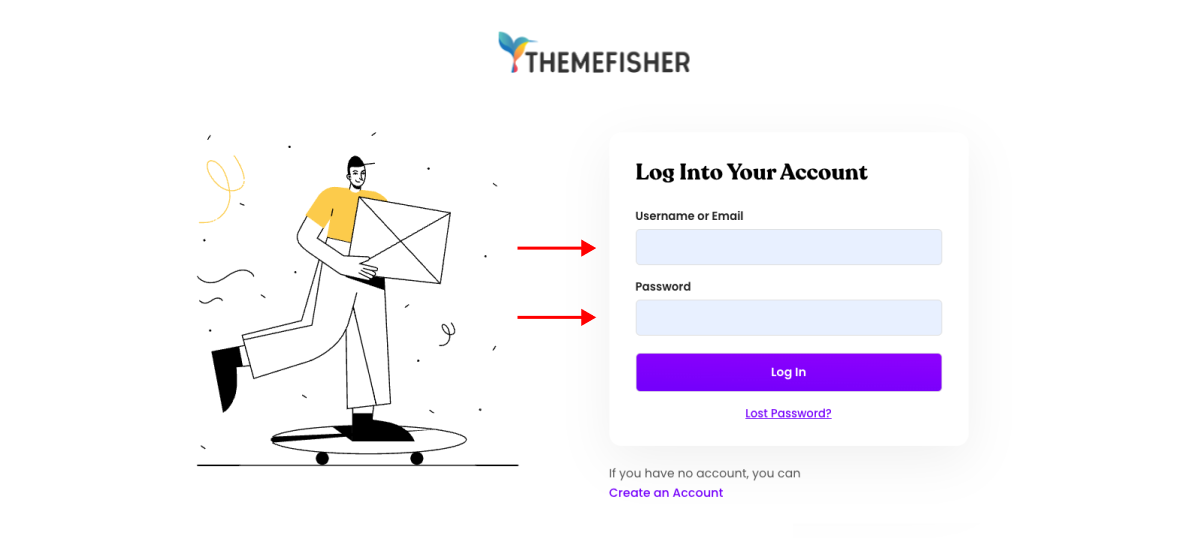 THEMEFISHER
Log Into Your Account
Username or Email
Password
Log In
Lost Password?
If you have no account, you can
Create an Account